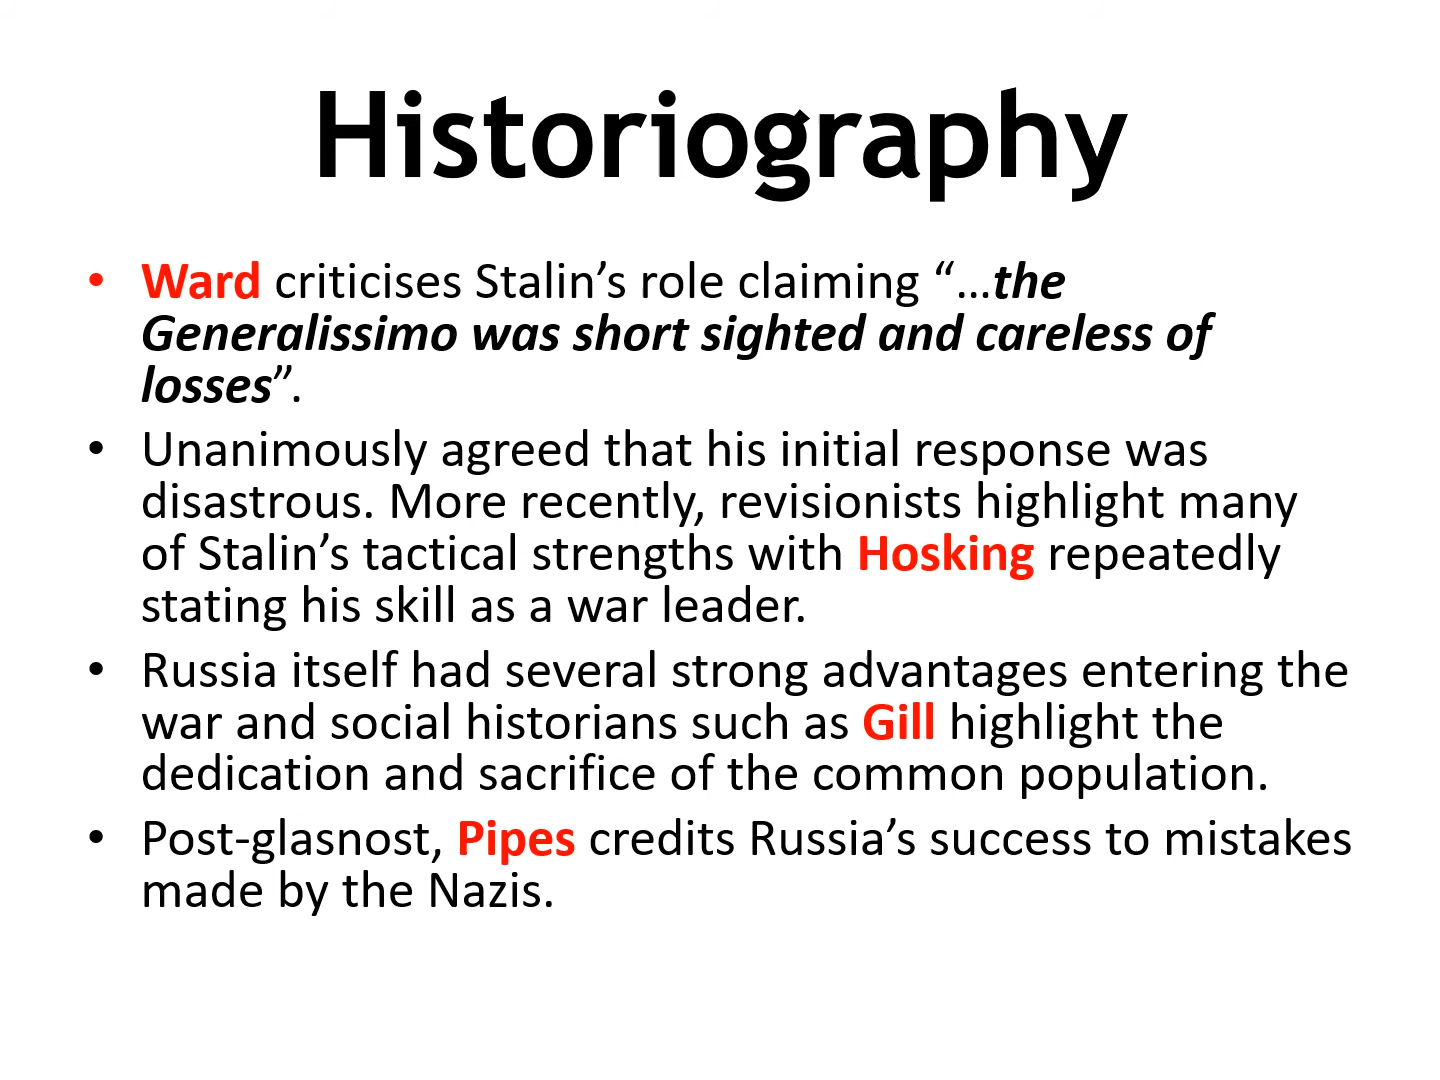 Historiography
• Ward criticises Stalin’s role claiming “…the
Generalissimo was short sighted and careless of
losses”.
• Unanimously agreed that his initial response was
disastrous. More recently, revisionists highlight many
of Stalin’s tactical strengths with Hosking repeatedly
stating his skill as a war leader.
• Russia itself had several strong advantages entering the
war and social historians such as Gill highlight the
dedication and sacrifice of the common population.
• Post-glasnost, Pipes credits Russia’s success to mistakes
made by the Nazis.